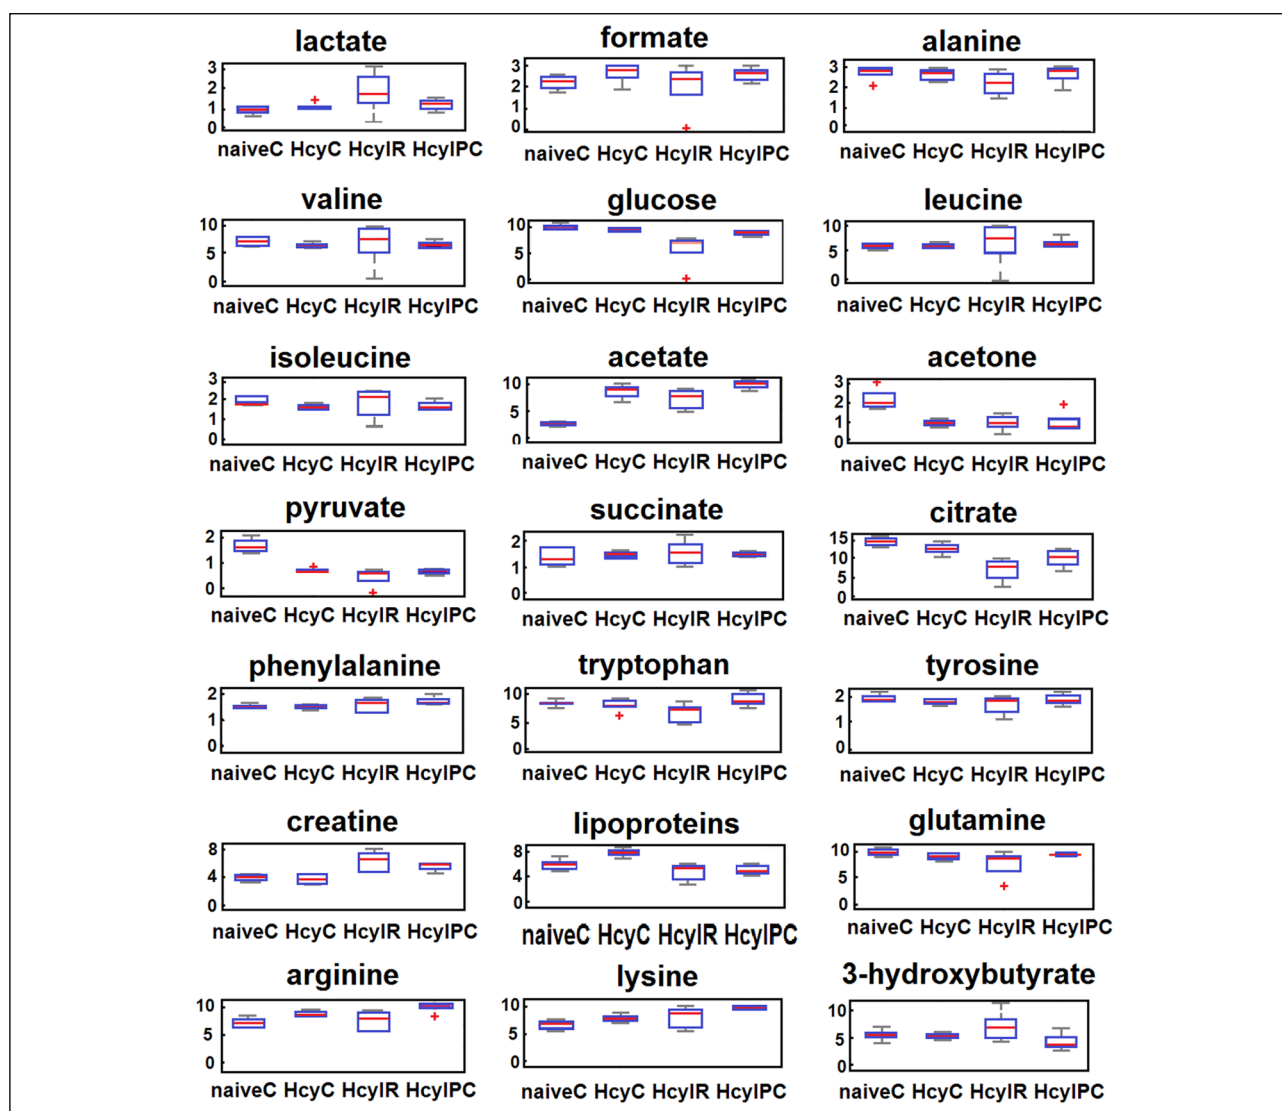 lactate formate alanine
3 3 3
2 2 2
1 1 1
0 0 0
naiveC HcyC HcyIR HcyIPC naiveC HcyC HcyIR HcyIPC naiveC HcyC HcyIR HcyIPC
valine glucose leucine
10 10 10
5 5 5
0 0 0
naiveC HcyC HcyIR HcyIPC naiveC HcyC HcyIR HcyIPC naiveC HcyC HcyIR HcyIPC
isoleucine acetate acetone
3 10 3
2 5 2
1 0 1
0 0
naiveC HcyC HcyIR HcyIPC naiveC HcyC HcyIR HcyIPC naiveC HcyC HcyIR HcyIPC
pyruvate succinate citrate
2 2 15
1 1 10
0 0 5
0
naiveC HcyC HcyIR HcyIPC naiveC HcyC HcyIR HcyIPC naiveC HcyC HcyIR HcyIPC
phenylalanine tryptophan tyrosine
2 10 2
1 5 1
0 0 0
naiveC HcyC HcyIR HcyIPC naiveC HcyC HcyIR HcyIPC naiveC HcyC HcyIR HcyIPC
creatine lipoproteins glutamine
8 8 10
4 4 5
0 0 0
naiveC HcyC HcyIR HcyIPC naiveC HcyC HcyIR HcyIPC naiveC HcyC HcyIR HcyIPC
arginine lysine 3-hydroxybutyrate
10 10 10
5 5 5
0 0 0
naiveC HcyC HcyIR HcyIPC naiveC HcyC HcyIR HcyIPC naiveC HcyC HcyIR HcyIPC